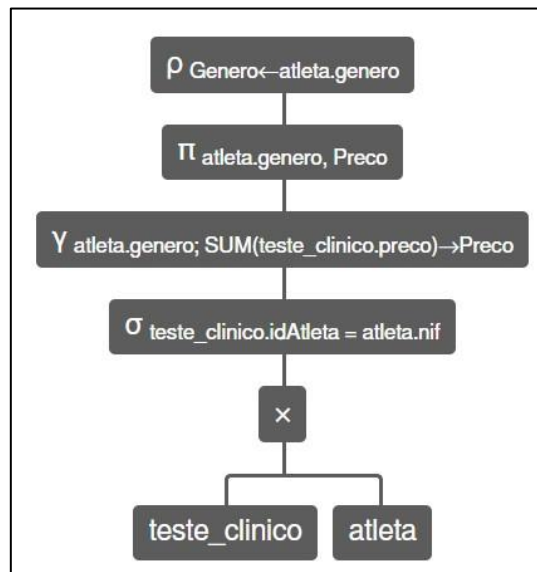 ρ Genero←atleta.genero
π atleta.genero, Preco
γ atleta.genero; SUM(teste_clinico.preco)→Preco
σ teste_clinico.idAtleta = atleta.nif
×
teste_clinico atleta